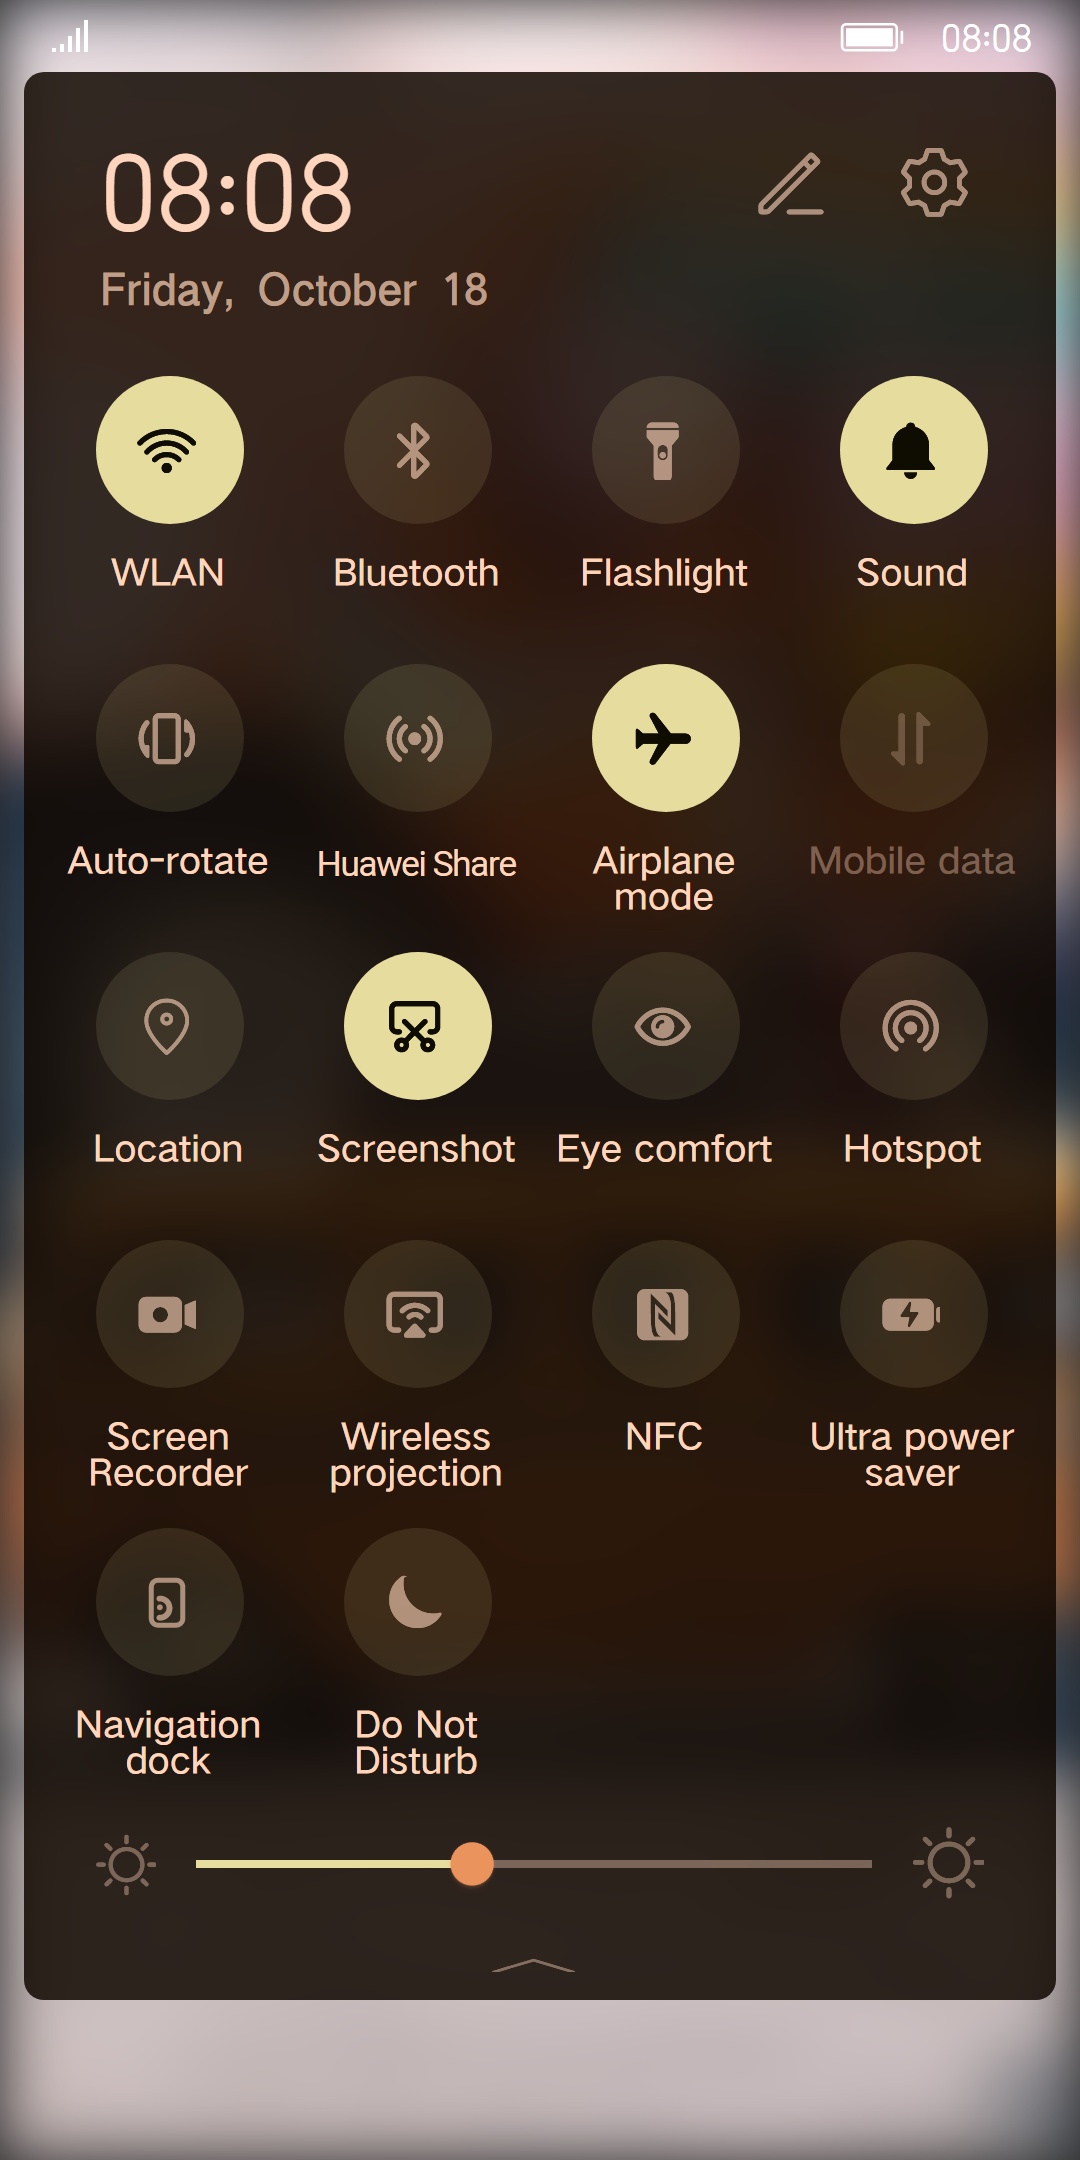 08:08
08:08
Friday, October 18
WLAN
Bluetooth
Flashlight
Sound
Auto-rotate
Huawei Share
Airplane
mode
Mobile data
Location
Screenshot
Eye comfort
Hotspot
Screen
Recorder
Wireless
projection
NFC
Ultra power
saver
Navigation
dock
Do Not
Disturb